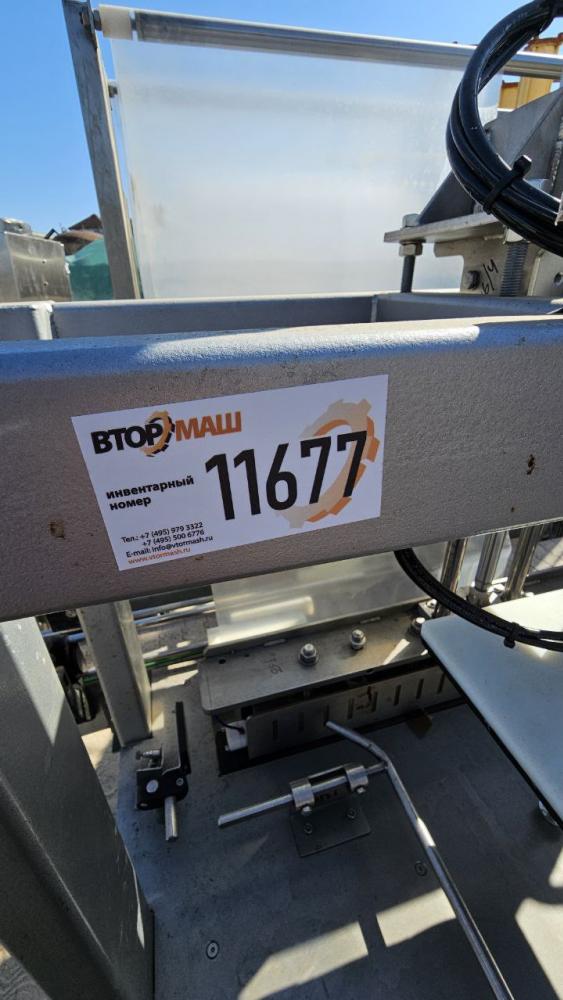 ВТОРМАШ
инвентарный
номер
11677
Тел.: +7 (495) 979 3322
+7 (495) 500 6776
E-mail: info@vtormash.ru
www.vtormash.ru